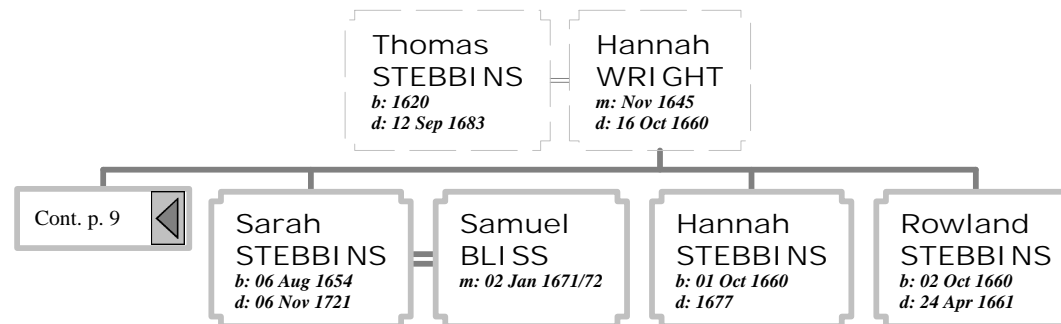 Thomas
STEBBINS
b: 1620
d: 12 Sep 1683
Hannah
WRIGHT
m: Nov 1645
d: 16 Oct 1660
Cont. p. 9
Sarah
STEBBINS
b: 06 Aug 1654
d: 06 Nov 1721
Samuel
BLISS
m: 02 Jan 1671/72
Hannah
STEBBINS
b: 01 Oct 1660
d: 1677
Rowland
STEBBINS
b: 02 Oct 1660
d: 24 Apr 1661